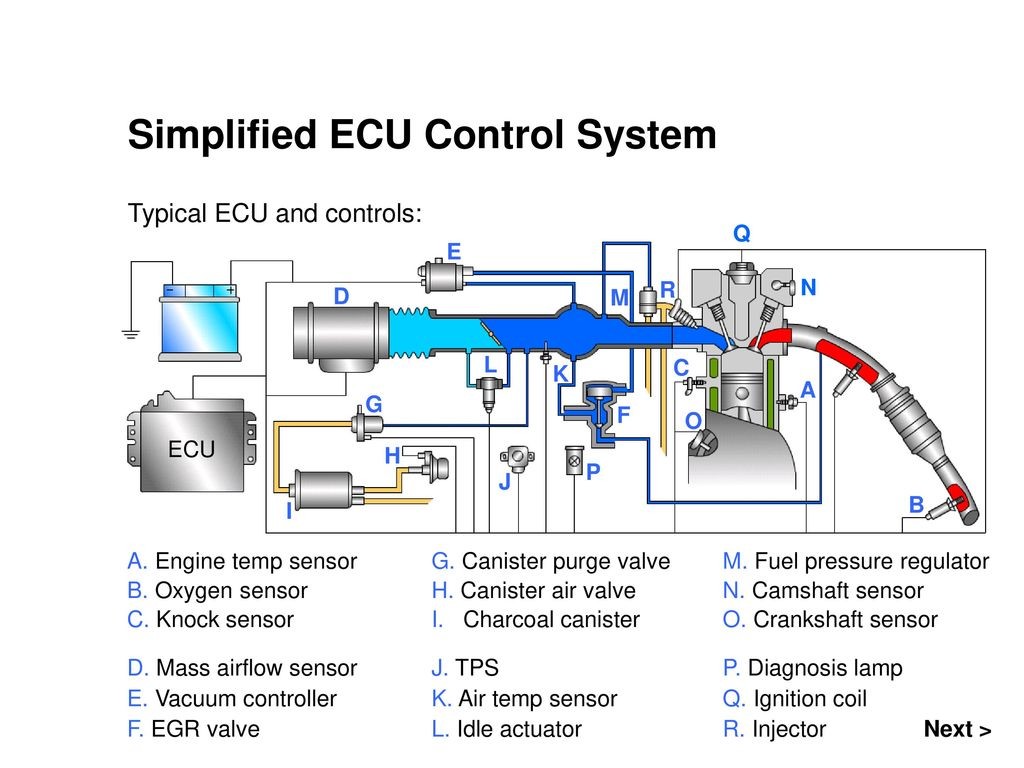 Simplified ECU Control System
Typical ECU and controls:
Q
E
D
M
R
N
- +
L
K
C
A
G
F
O
ECU
H
J
P
I
B
A. Engine temp sensor
B. Oxygen sensor
C. Knock sensor
D. Mass airflow sensor
E. Vacuum controller
F. EGR valve
G. Canister purge valve
H. Canister air valve
I. Charcoal canister
J. TPS
K. Air temp sensor
L. Idle actuator
M. Fuel pressure regulator
N. Camshaft sensor
O. Crankshaft sensor
P. Diagnosis lamp
Q. Ignition coil
R. Injector
Next >